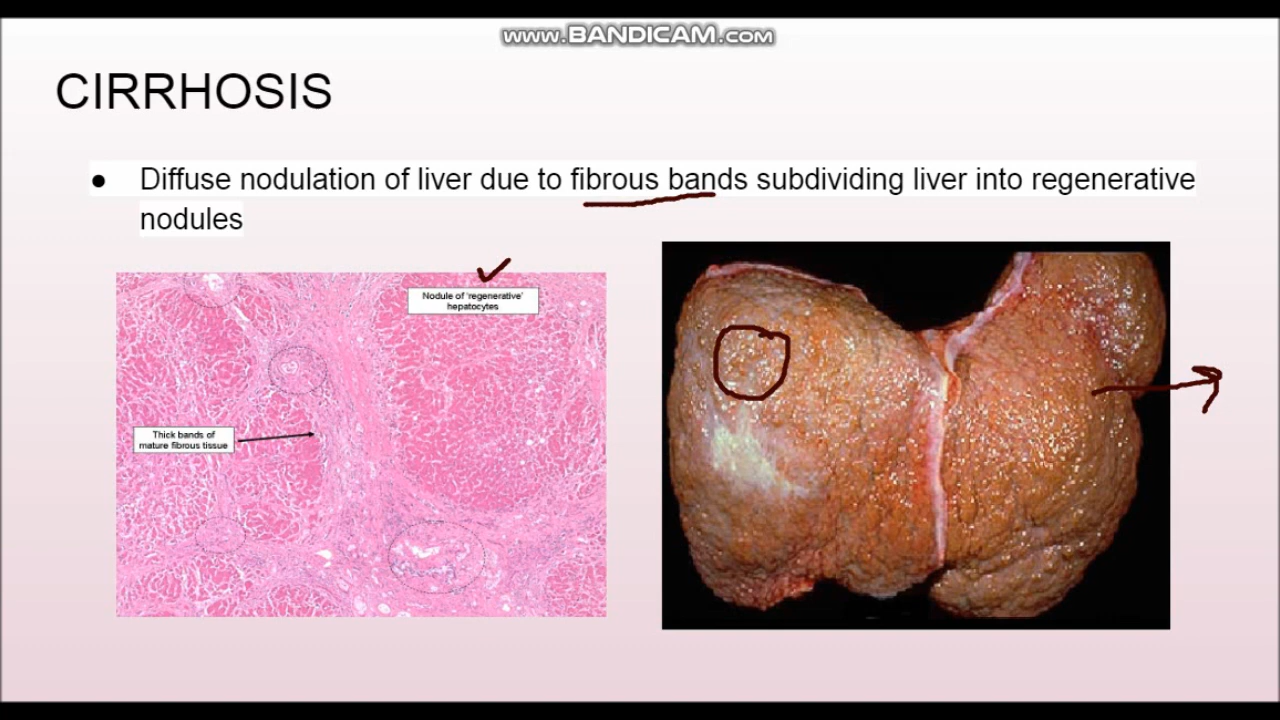 www.BANDICAM.com
CIRRHOSIS
● Diffuse nodulation of liver due to fibrous bands subdividing liver into regenerative
nodules
Nodule of 'regenerative'
hepatocytes
Thick bands of
mature fibrous tissue